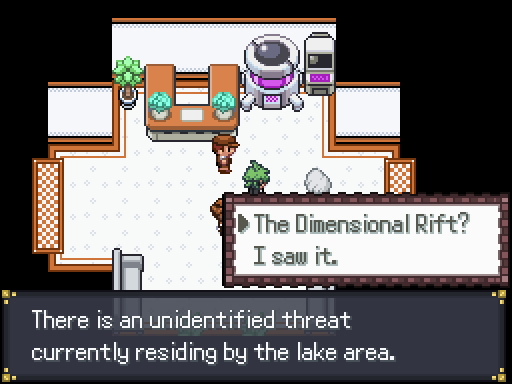 The Dimensional Rift?
I saw it.
There is an unidentified threat
currently residing by the lake area.